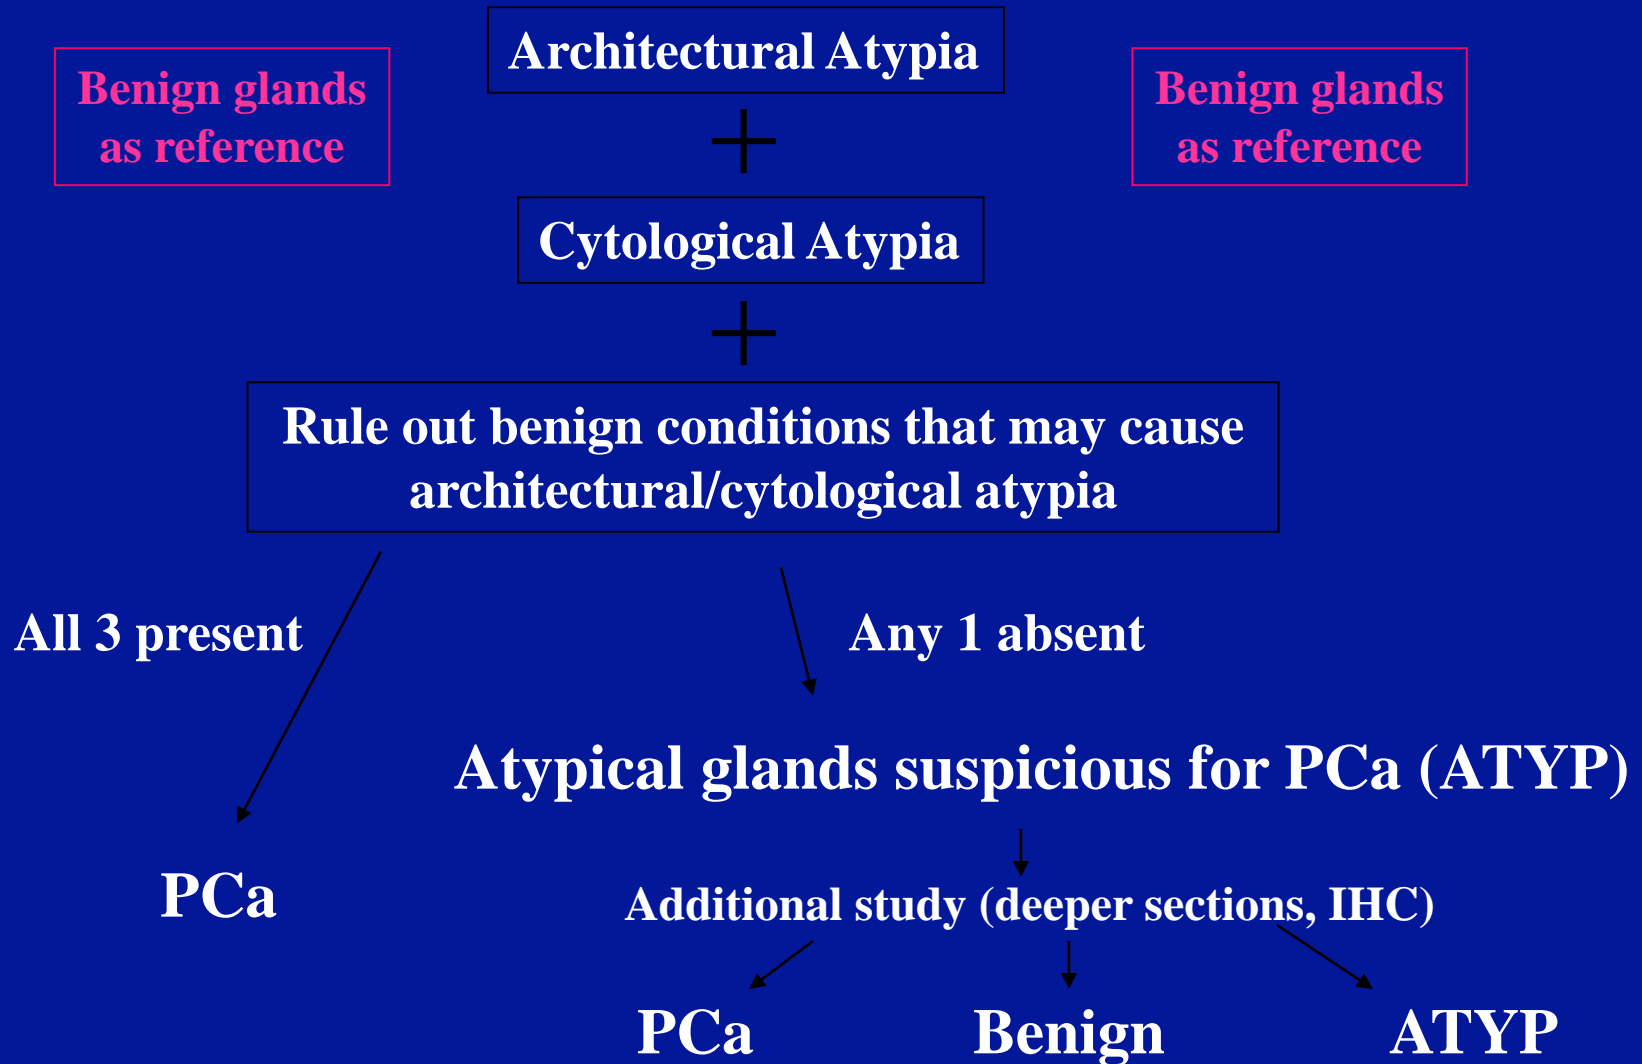 Architectural Atypia
Benign glands
as reference
Benign glands
as reference
+
Cytological Atypia
+
Rule out benign conditions that may cause
architectural/cytological atypia
All 3 present
Any 1 absent
Atypical glands suspicious for PCa (ATYP)
PCa
Additional study (deeper sections, IHC)
PCa
Benign
ATYP